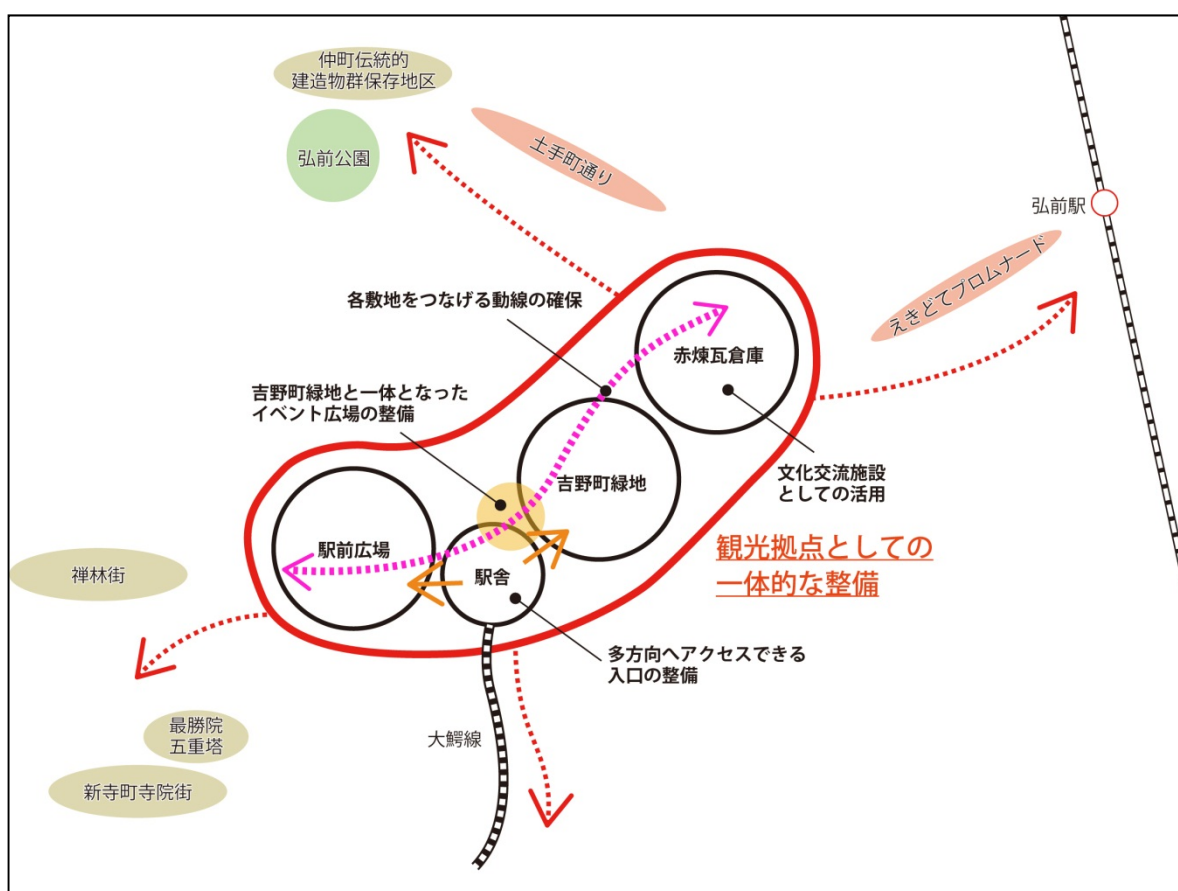 仲町伝統的
建造物群保存地区
弘前公園
土手町通り
弘前駅
えきどてプロムナード
各敷地をつなげる動線の確保
赤煉瓦倉庫
吉野町緑地と一体となった
イベント広場の整備
吉野町緑地
文化交流施設
としての活用
駅前広場
駅舎
観光拠点としての
一体的な整備
禅林街
多方向へアクセスできる
入口の整備
最勝院
五重塔
大鰐線
新寺町寺院街